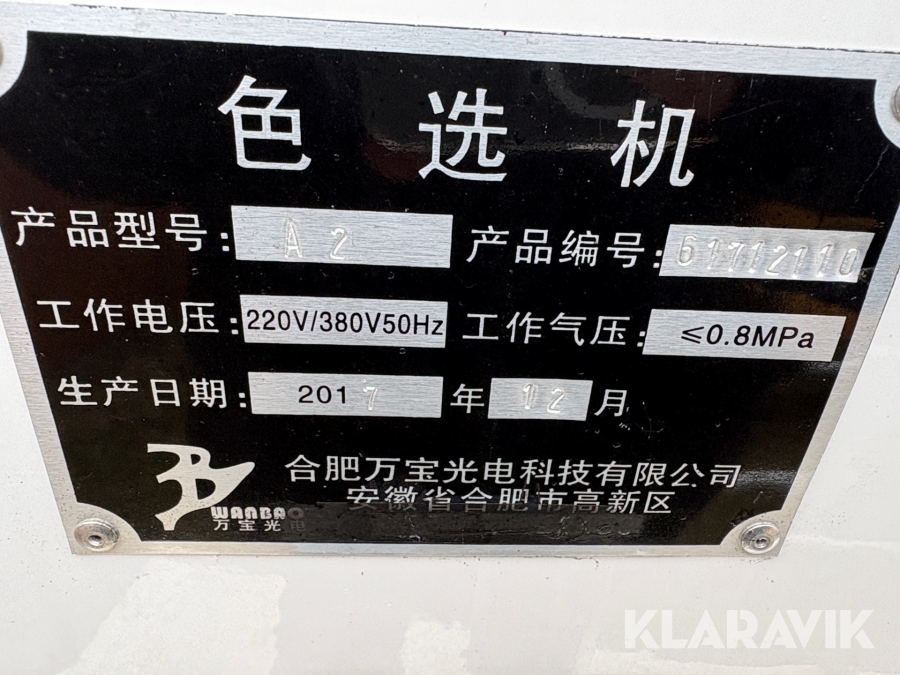 色选机
产品型号: A2 产品编号: 61712110
工作电压: 220V/380V50Hz 工作气压: ≤0.8MPa
生产日期: 2017 年 12 月
合肥万宝光电科技有限公司
安徽省合肥市高新区
WANBAO
万宝光电
KLARAVIK